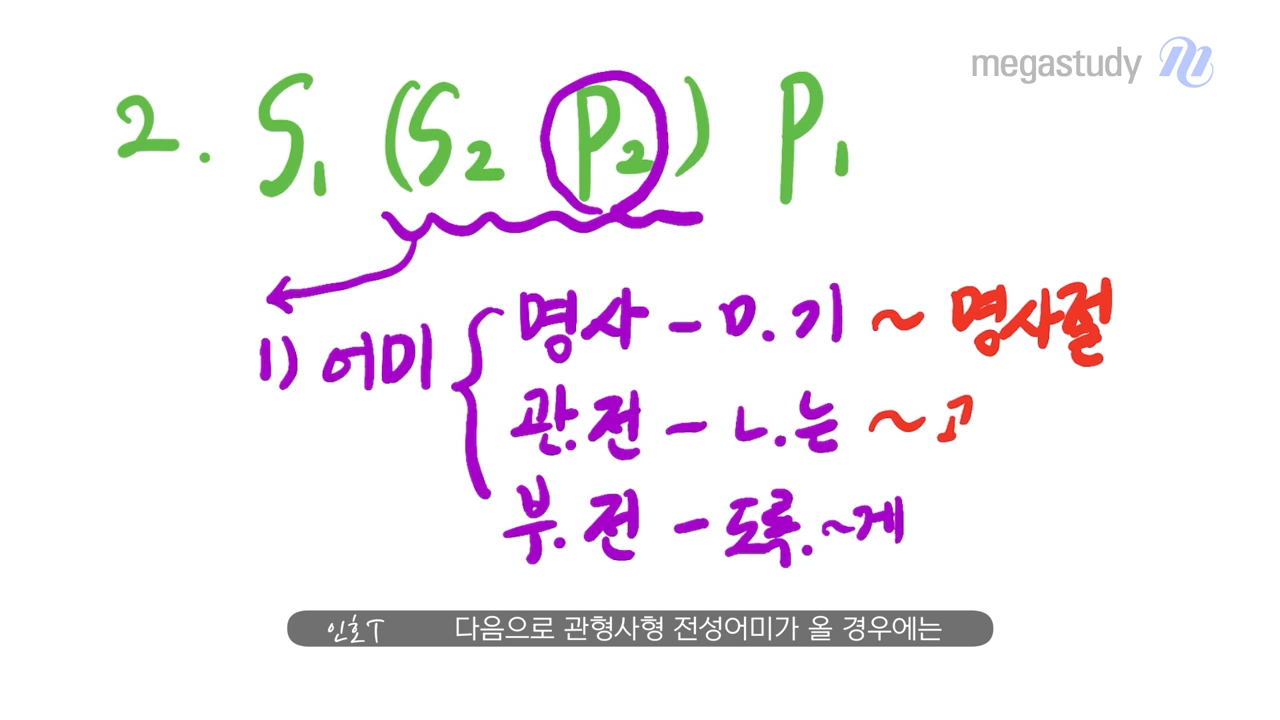 megastudy
2. S₁ (S₂ P₂) P₁
1) 어미 { 명사 - ㅁ.기 ~ 명사절
관.전 - ㄴ.는 ~
부.전 - 도록.~게
인호T 다음으로 관형사형 전성어미가 올 경우에는